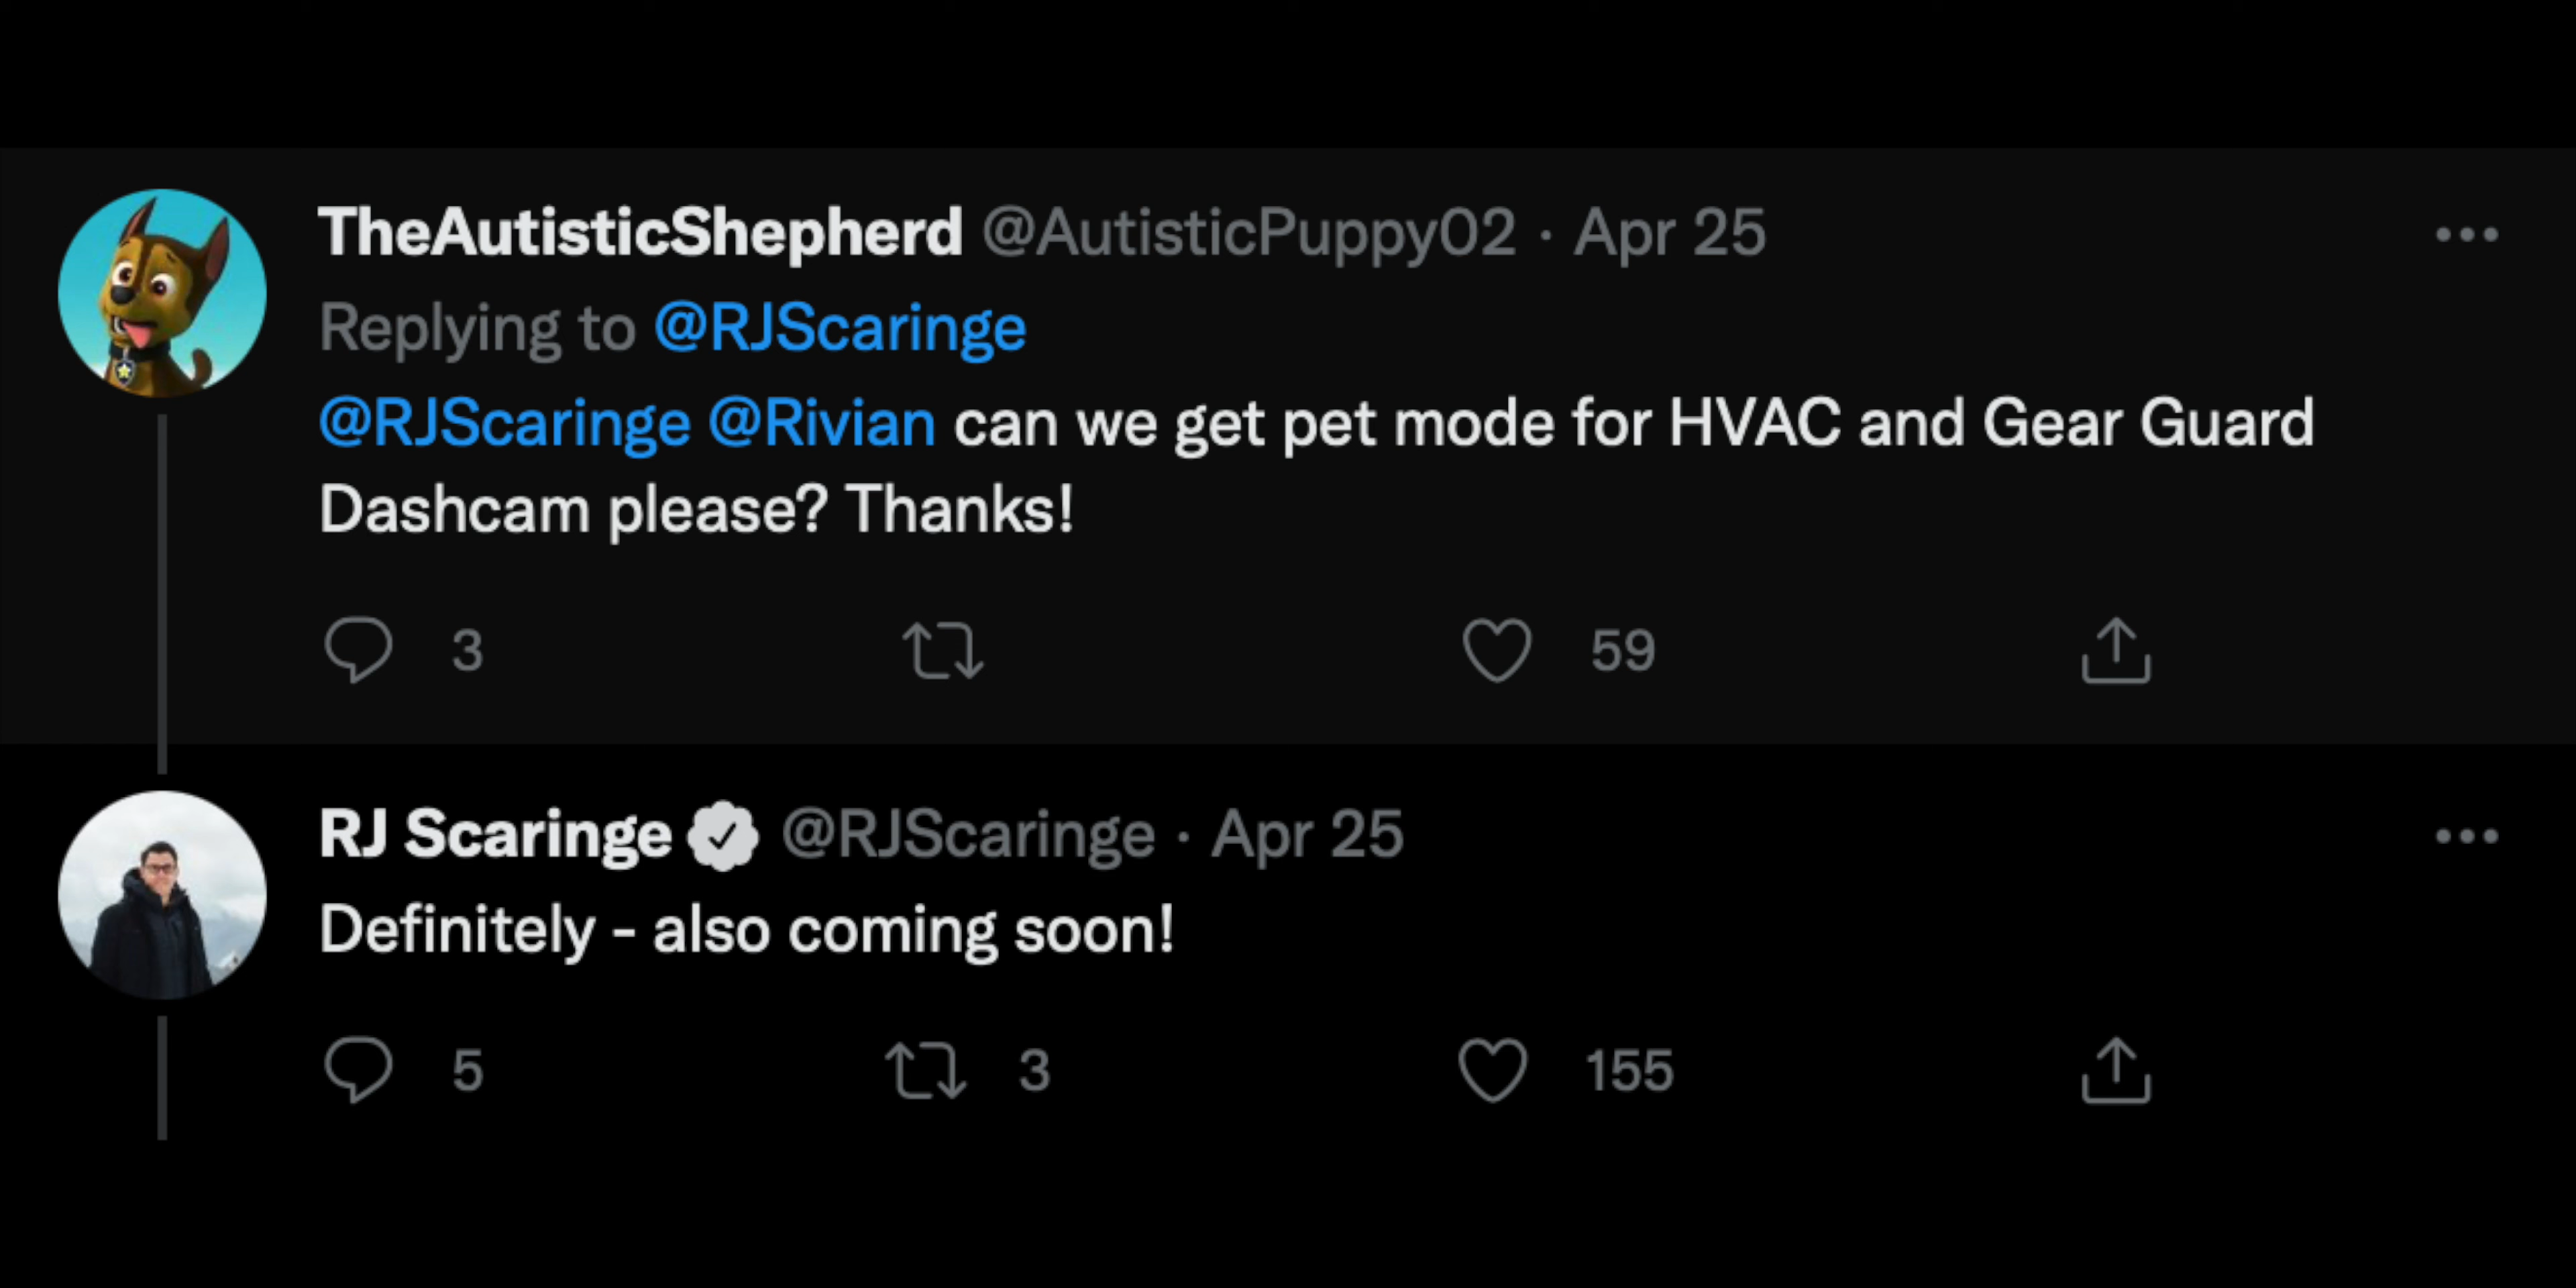 TheAutisticShepherd @AutisticPuppy02 · Apr 25
Replying to @RJScaringe
@RJScaringe @Rivian can we get pet mode for HVAC and Gear Guard
Dashcam please? Thanks!
3 59
RJ Scaringe @RJScaringe · Apr 25
Definitely - also coming soon!
5 3 155